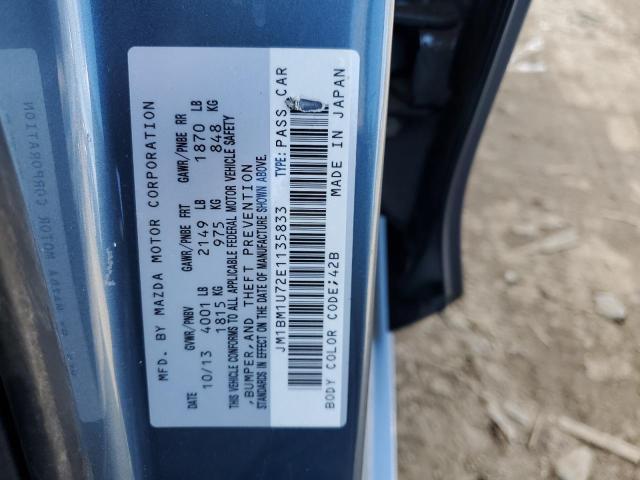 MFD. BY MAZDA MOTOR CORPORATION
DATE GVWR/PNBV GAWR/PNBE FRT GAWR/PNBE RR
10/13 4001 LB 2149 LB 1870 LB
1815 KG 975 KG 848 KG
THIS VEHICLE CONFORMS TO ALL APPLICABLE FEDERAL MOTOR VEHICLE SAFETY
,BUMPER,AND THEFT PREVENTION
STANDARDS IN EFFECT ON THE DATE OF MANUFACTURE SHOWN ABOVE.
JM1BM1U72E1135833 TYPE:PASS CAR
BODY COLOR CODE;42B MADE IN JAPAN